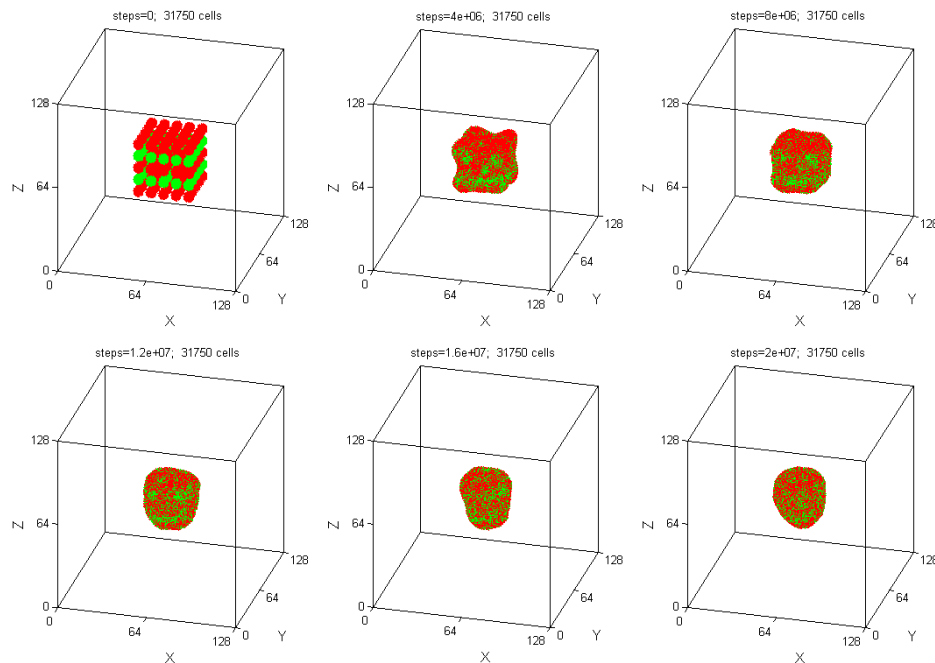 steps=0;  31750 cells
steps=4e+06;  31750 cells
steps=8e+06;  31750 cells
128
128
128
Z
64
Z
64
Z
64
128
128
128
0
64
0
64
0
64
0
64
128
0
Y
0
64
128
0
Y
0
64
128
0
Y
X
X
X
steps=1.2e+07;  31750 cells
steps=1.6e+07;  31750 cells
steps=2e+07;  31750 cells
128
128
128
Z
64
Z
64
Z
64
128
128
128
0
64
0
64
0
64
0
64
128
0
Y
0
64
128
0
Y
0
64
128
0
Y
X
X
X